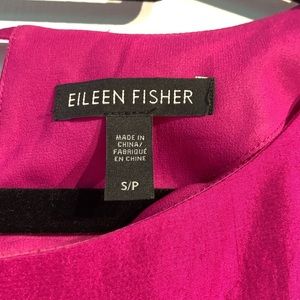 EILEEN FISHER
MADE IN
CHINA/
FABRIQUÉ
EN CHINE
S/P